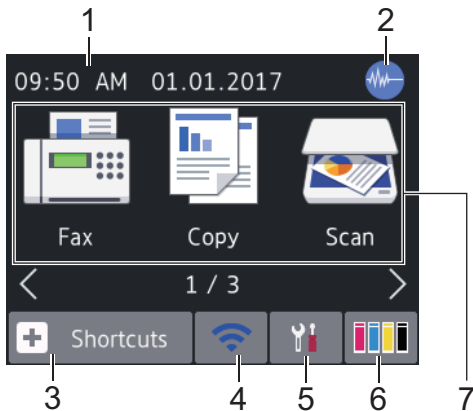 1 2
09:50 AM 01.01.2017
Fax Copy Scan
1 / 3
Shortcuts
3 4 5 6 7